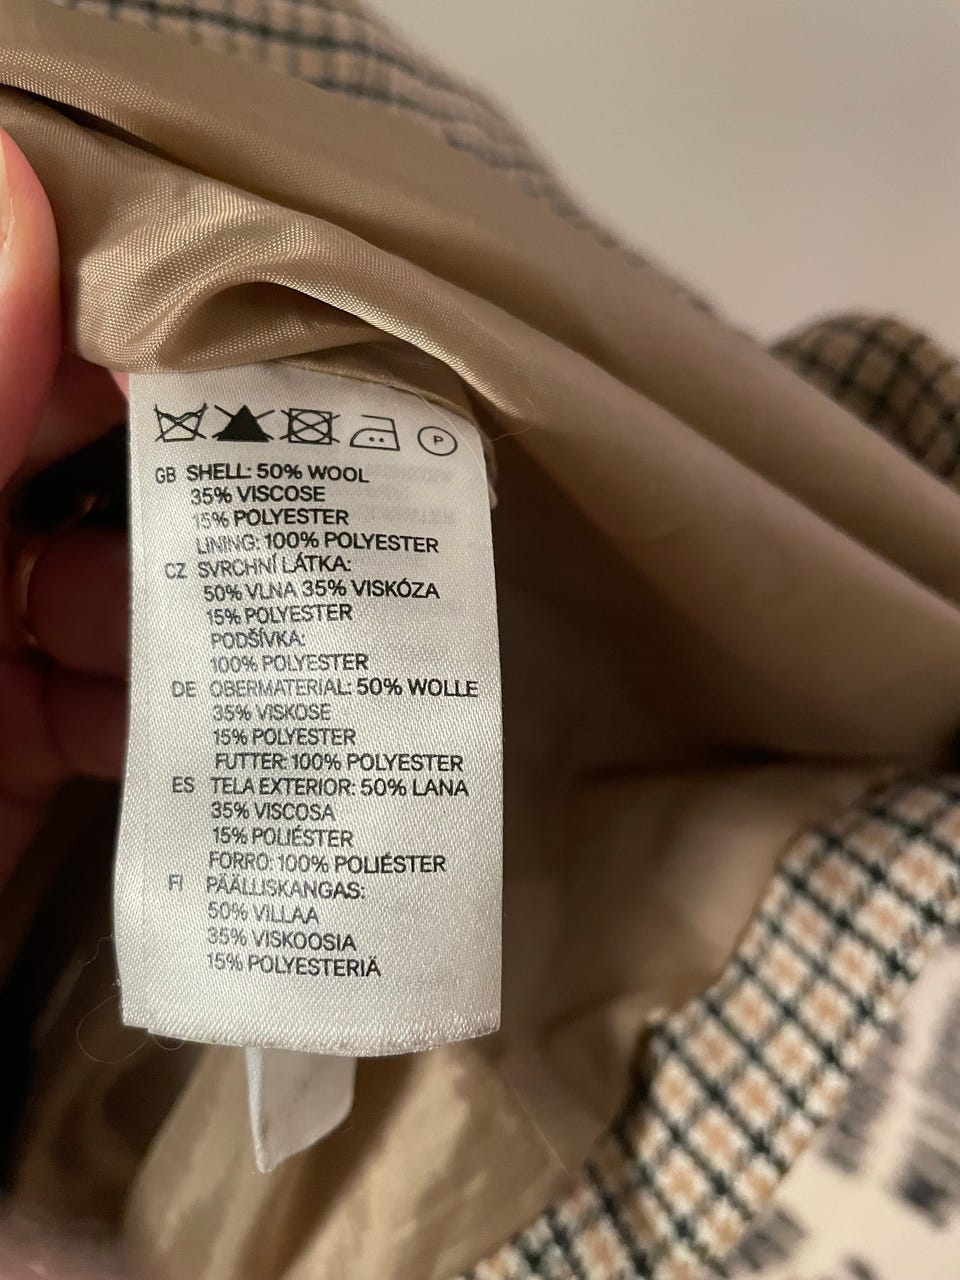 P
GB SHELL: 50% WOOL
35% VISCOSE
15% POLYESTER
LINING: 100% POLYESTER
CZ SVRCHNÍ LÁTKA:
50% VLNA 35% VISKÓZA
15% POLYESTER
PODŠÍVKA:
100% POLYESTER
DE OBERMATERIAL: 50% WOLLE
35% VISKOSE
15% POLYESTER
FUTTER: 100% POLYESTER
ES TELA EXTERIOR: 50% LANA
35% VISCOSA
15% POLIÉSTER
FORRO: 100% POLIÉSTER
FI PÄÄLLISKANGAS:
50% VILLAA
35% VISKOOSIA
15% POLYESTERIÄ